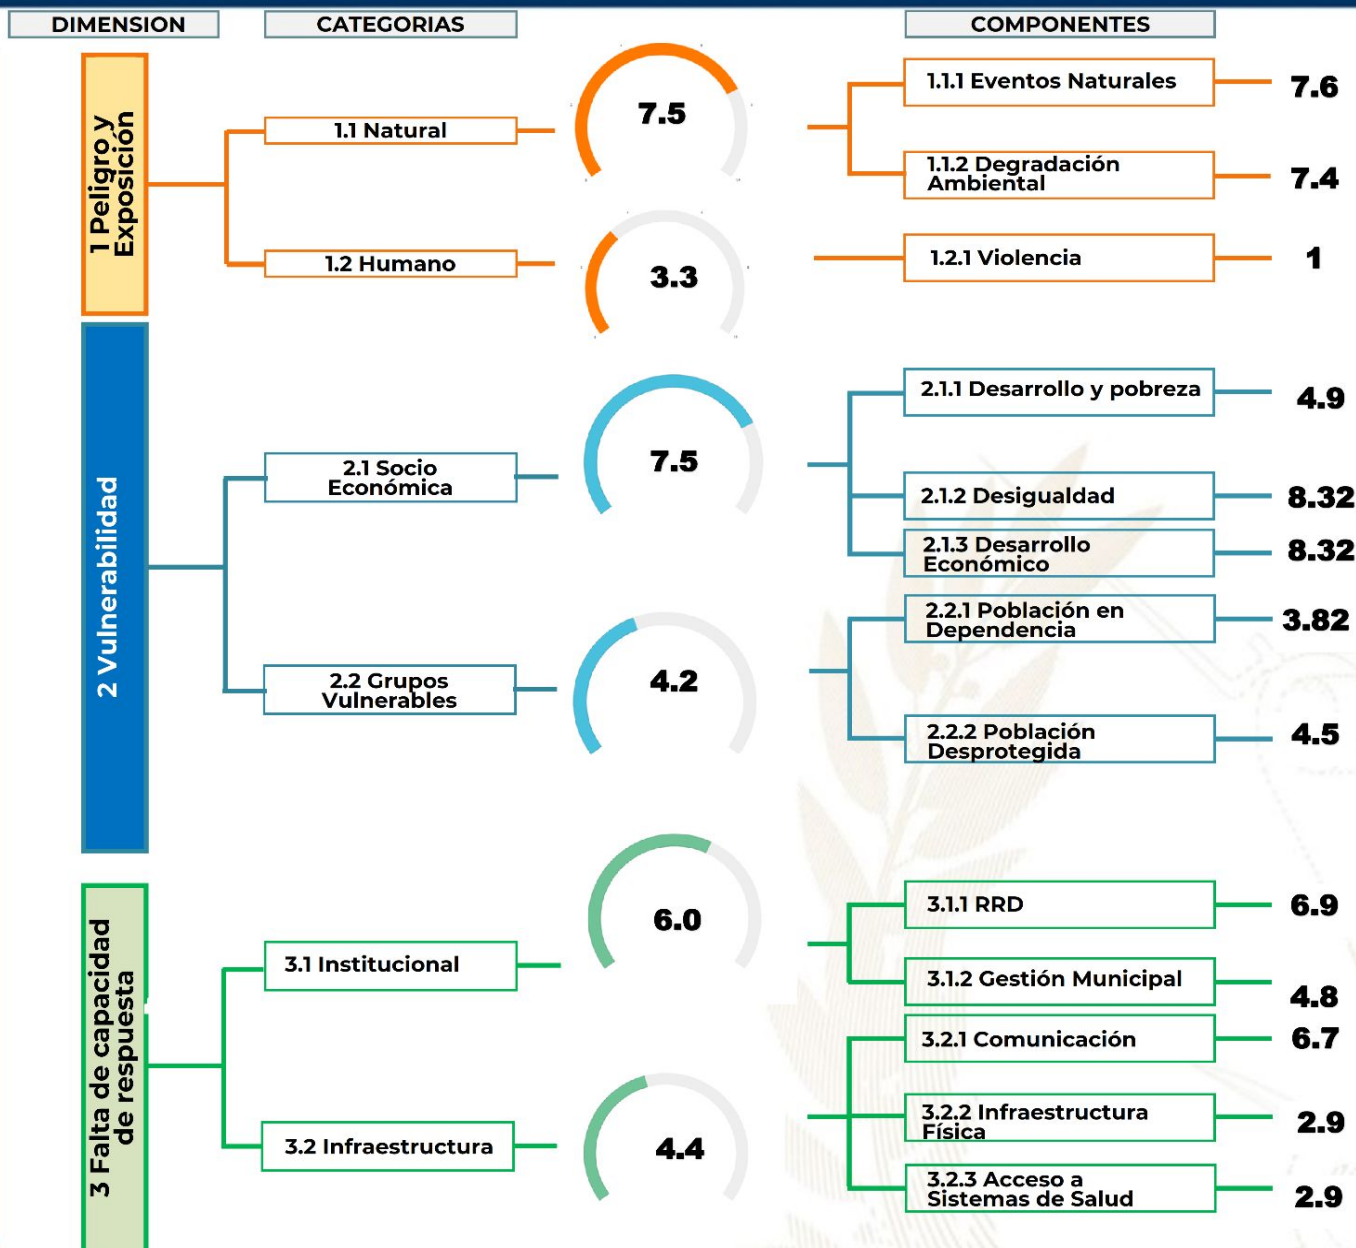 DIMENSION
CATEGORIAS
COMPONENTES
1 Peligro y
Exposición
1.1 Natural
7.5
1.1.1 Eventos Naturales
7.6
1.1.2 Degradación
Ambiental
7.4
1.2 Humano
3.3
1.2.1 Violencia
1
2 Vulnerabilidad
2.1 Socio
Económica
7.5
2.1.1 Desarrollo y pobreza
4.9
2.1.2 Desigualdad
8.32
2.1.3 Desarrollo
Económico
8.32
2.2 Grupos
Vulnerables
4.2
2.2.1 Población en
Dependencia
3.82
2.2.2 Población
Desprotegida
4.5
3 Falta de capacidad
de respuesta
3.1 Institucional
6.0
3.1.1 RRD
6.9
3.1.2 Gestión Municipal
4.8
3.2 Infraestructura
4.4
3.2.1 Comunicación
6.7
3.2.2 Infraestructura
Física
2.9
3.2.3 Acceso a
Sistemas de Salud
2.9